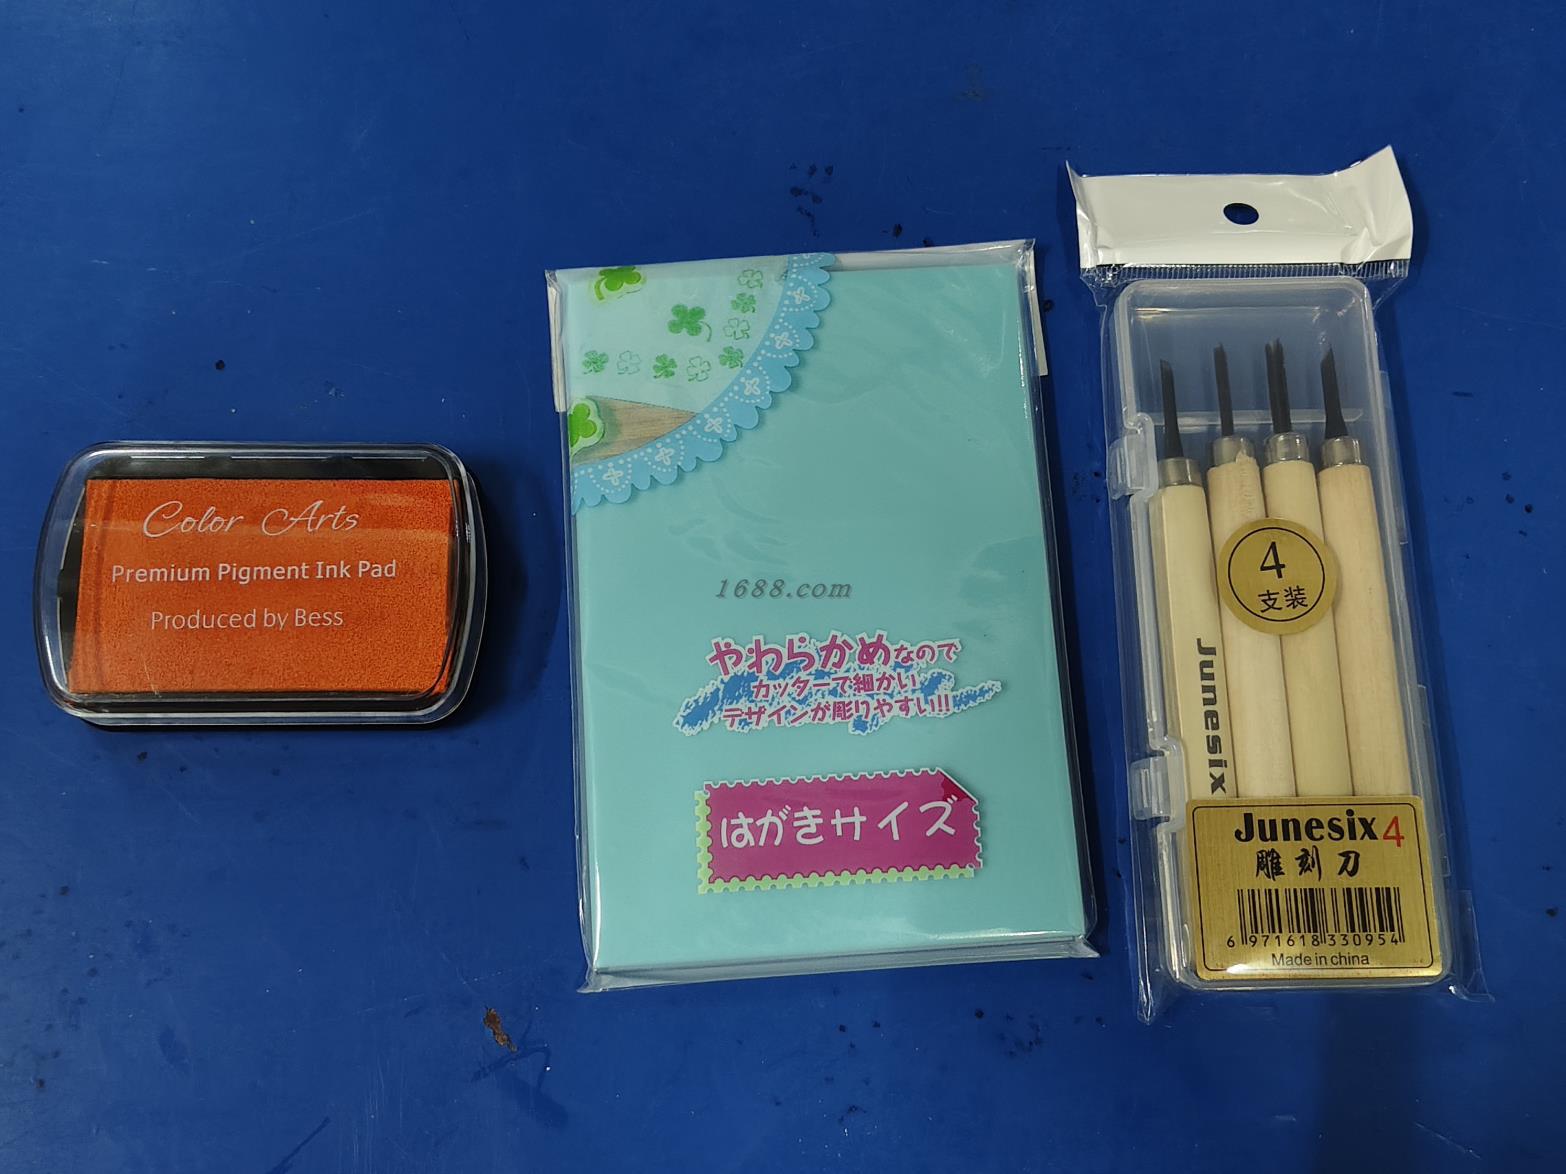 Color Arts
Premium Pigment Ink Pad
Produced by Bess
1688.com
やわらかめなので
カッターで細かい
デザインが彫りやすい!!
はがきサイズ
4
支装
Junesix
Junesix 4
雕刻刀
6 971618 330954
Made in china